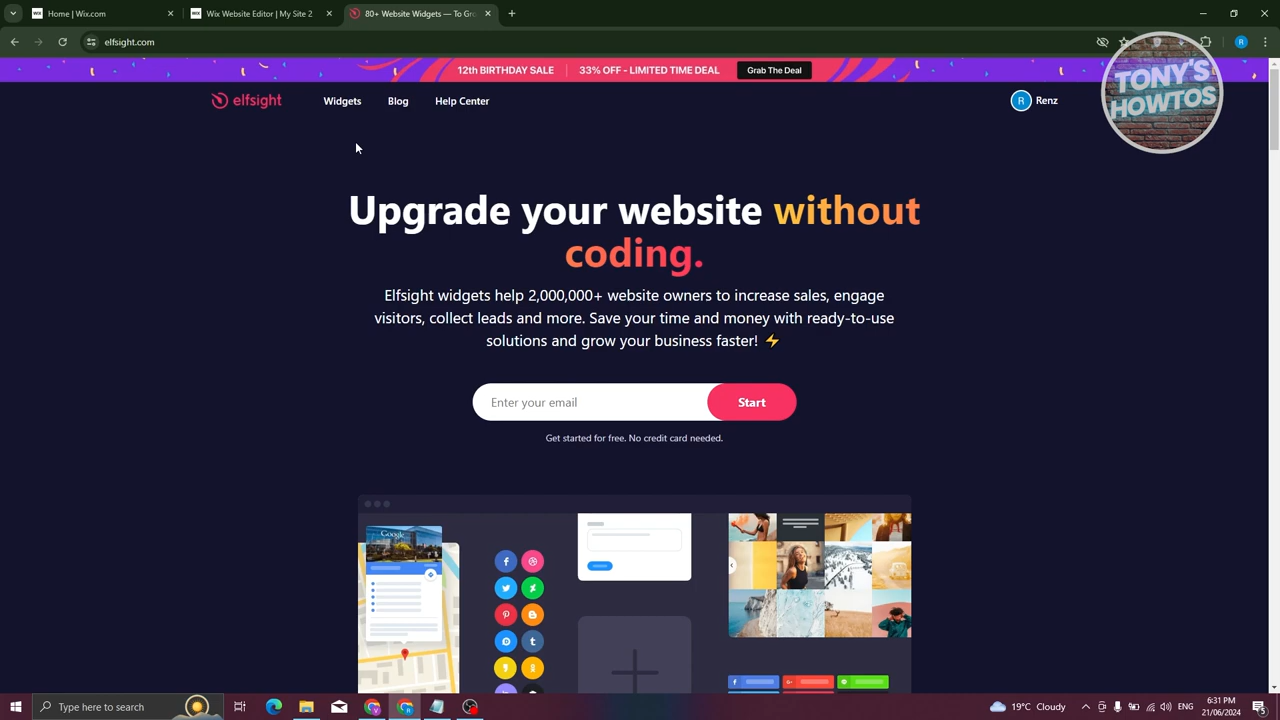 Home | Wix.com
Wix Website Editor | My Site 2
80+ Website Widgets — To Gro
elfsight.com
R
12th BIRTHDAY SALE
33% OFF - LIMITED TIME DEAL
Grab The Deal
TONY'S
HOWTOS
elfsight
Widgets
Blog
Help Center
R
Renz
Upgrade your website without
coding.
Elfsight widgets help 2,000,000+ website owners to increase sales, engage
visitors, collect leads and more. Save your time and money with ready-to-use
solutions and grow your business faster! ⚡
Enter your email
Start
Get started for free. No credit card needed.
Google
Type here to search
19°C Cloudy
6:31 PM
21/06/2024